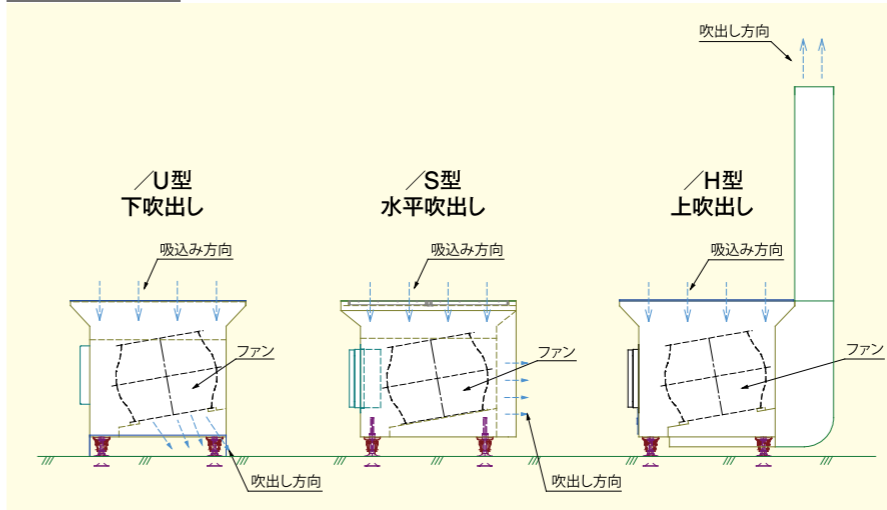 吹出し方向
／U型
下吹出し
／S型
水平吹出し
／H型
上吹出し
吸込み方向
吸込み方向
吸込み方向
ファン
ファン
ファン
吹出し方向
吹出し方向